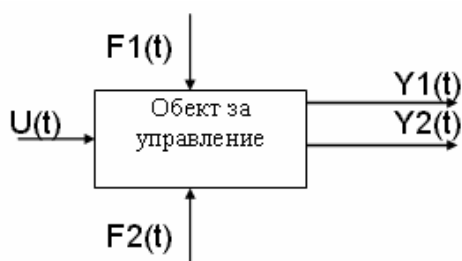 F1(t)
Y1(t)
Обект за
управление
U(t)
Y2(t)
F2(t)